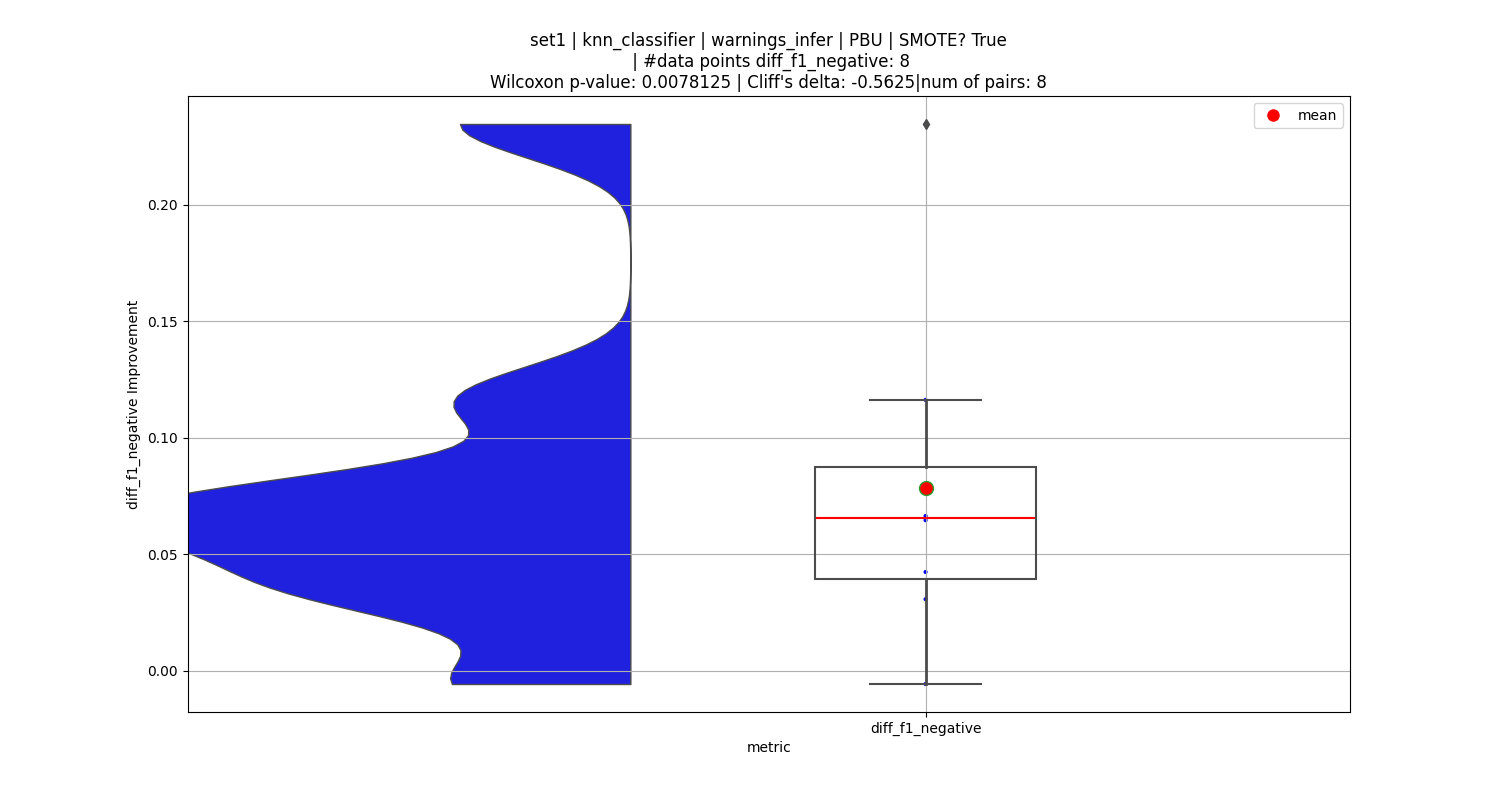 set1 | knn_classifier | warnings_infer | PBU | SMOTE? True
| #data points diff_f1_negative: 8
Wilcoxon p-value: 0.0078125 | Cliff's delta: -0.5625|num of pairs: 8
mean
diff_f1_negative Improvement
0.20
0.15
0.10
0.05
0.00
diff_f1_negative
metric